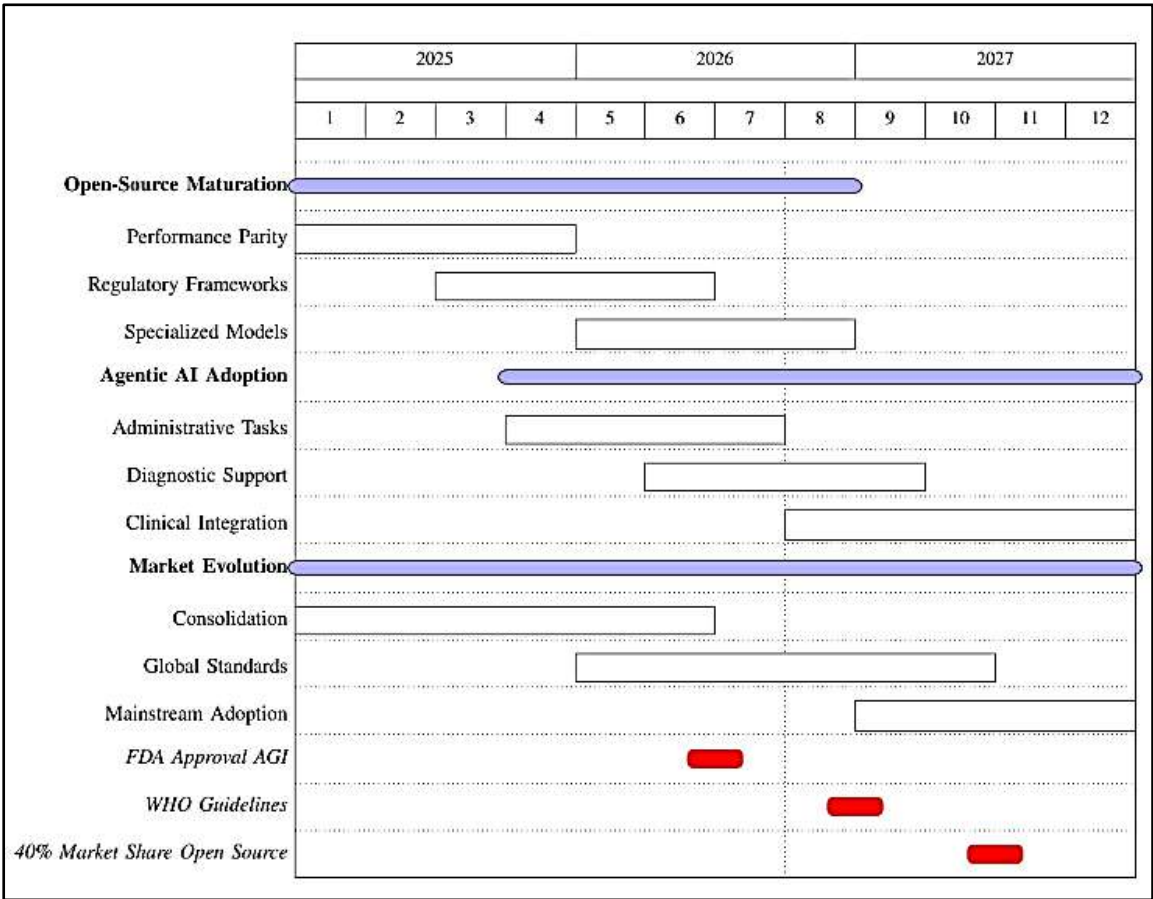 2025 2026 2027
1 2 3 4 5 6 7 8 9 10 11 12
Open-Source Maturation
Performance Parity
Regulatory Frameworks
Specialized Models
Agentic AI Adoption
Administrative Tasks
Diagnostic Support
Clinical Integration
Market Evolution
Consolidation
Global Standards
Mainstream Adoption
FDA Approval AGI
WHO Guidelines
40% Market Share Open Source